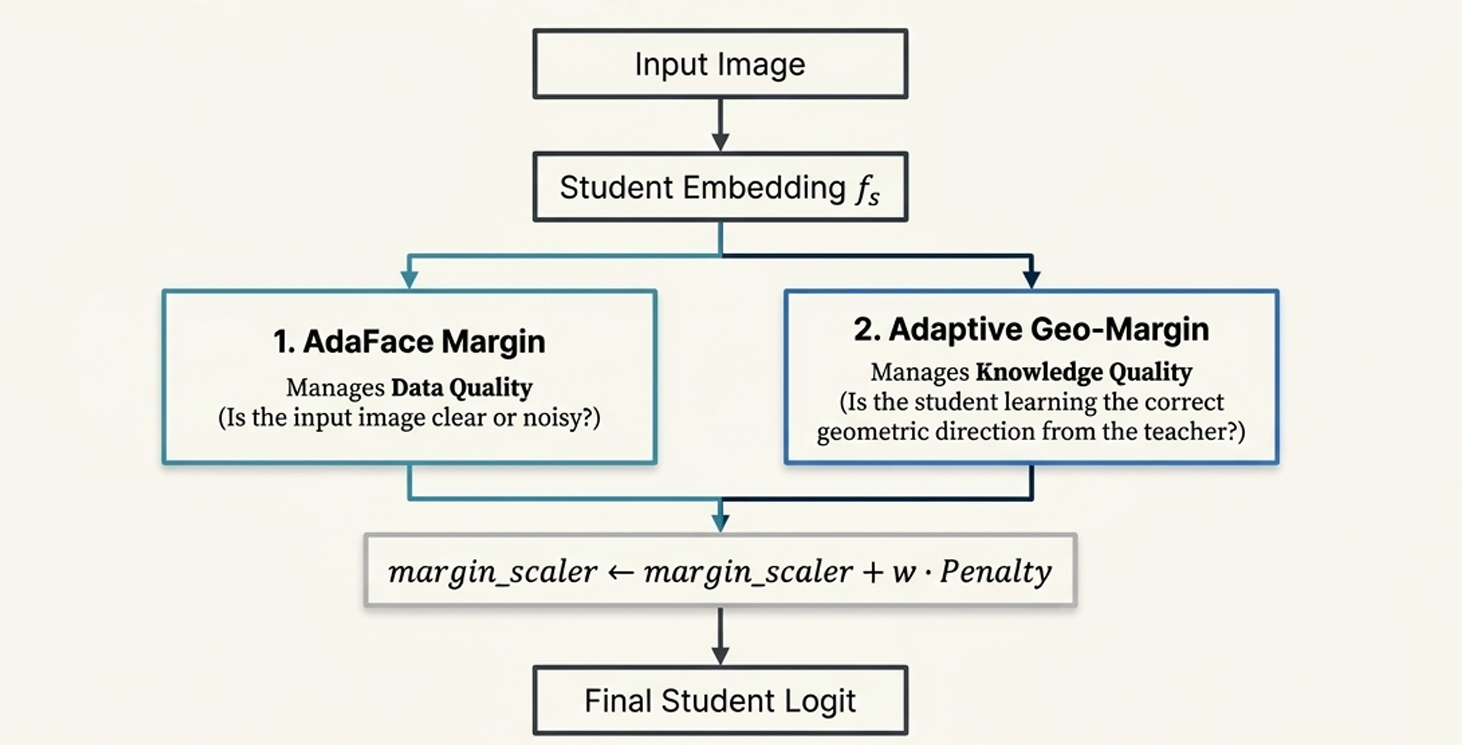 Input Image
Student Embedding fₛ
1. AdaFace Margin
Manages Data Quality
(Is the input image clear or noisy?)
2. Adaptive Geo-Margin
Manages Knowledge Quality
(Is the student learning the correct
geometric direction from the teacher?)
margin_scaler ← margin_scaler + w · Penalty
Final Student Logit